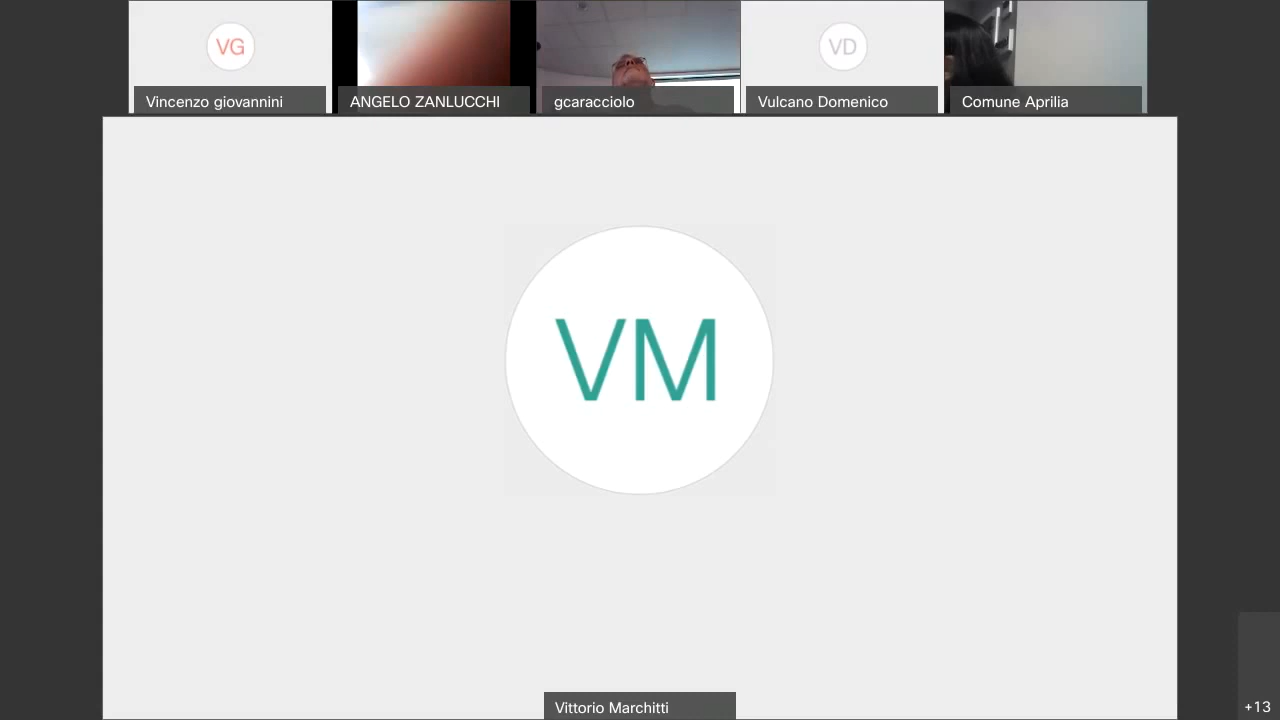 VG
VD
Vincenzo giovannini
ANGELO ZANLUCCHI
gcaracciolo
Vulcano Domenico
Comune Aprilia
VM
Vittorio Marchitti
+13